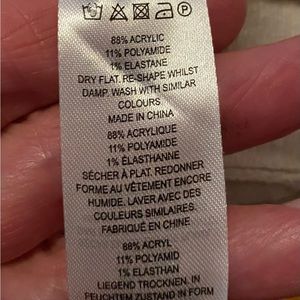 88% ACRYLIC
11% POLYAMIDE
1% ELASTANE
DRY FLAT. RE-SHAPE WHILST
DAMP. WASH WITH SIMILAR
COLOURS
MADE IN CHINA
88% ACRYLIQUE
11% POLYAMIDE
1% ÉLASTHANNE
SÉCHER À PLAT. REDONNER
FORME AU VÊTEMENT ENCORE
HUMIDE. LAVER AVEC DES
COULEURS SIMILAIRES.
FABRIQUÉ EN CHINE
88% ACRYL
11% POLYAMID
1% ELASTHAN
LIEGEND TROCKNEN, IN
FEUCHTEM ZUSTAND IN FORM